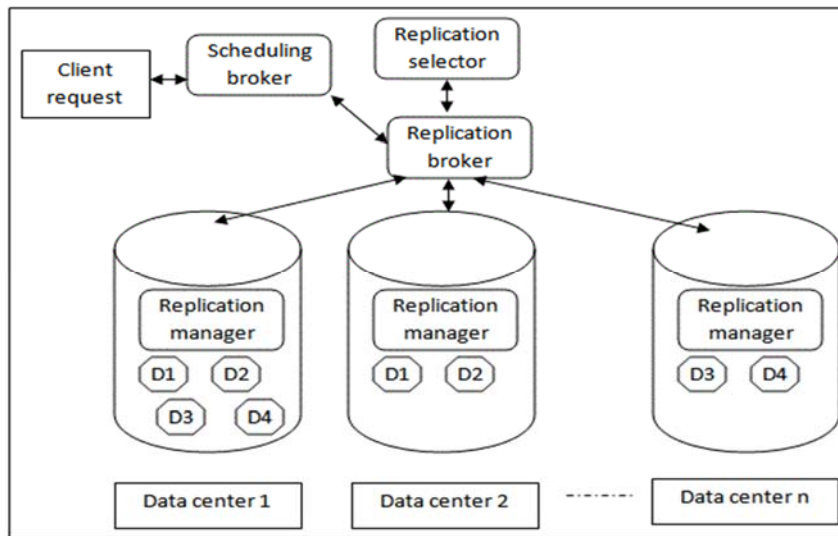 Client
request
Scheduling
broker
Replication
selector
Replication
broker
Replication
manager
D1
D2
D3
D4
Replication
manager
D1
D2
Replication
manager
D3
D4
Data center 1
Data center 2
Data center n